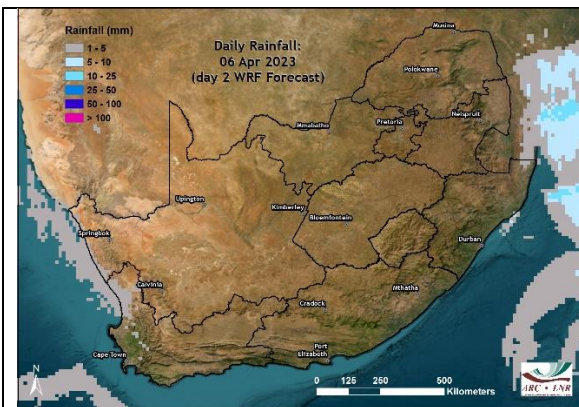 Rainfall (mm)
1 - 5
5 - 10
10 - 25
25 - 50
50 - 100
> 100
Daily Rainfall:
06 Apr 2023
(day 2 WRF Forecast)
Musina
Polokwane
Mmabatho
Pretoria
Nelspruit
Upington
Kimberley
Bloemfontein
Springbok
Durban
Calvinia
Mthatha
Cradock
Cape Town
Port
Elizabeth
N
0 125 250 500
Kilometers
ARC • LNR